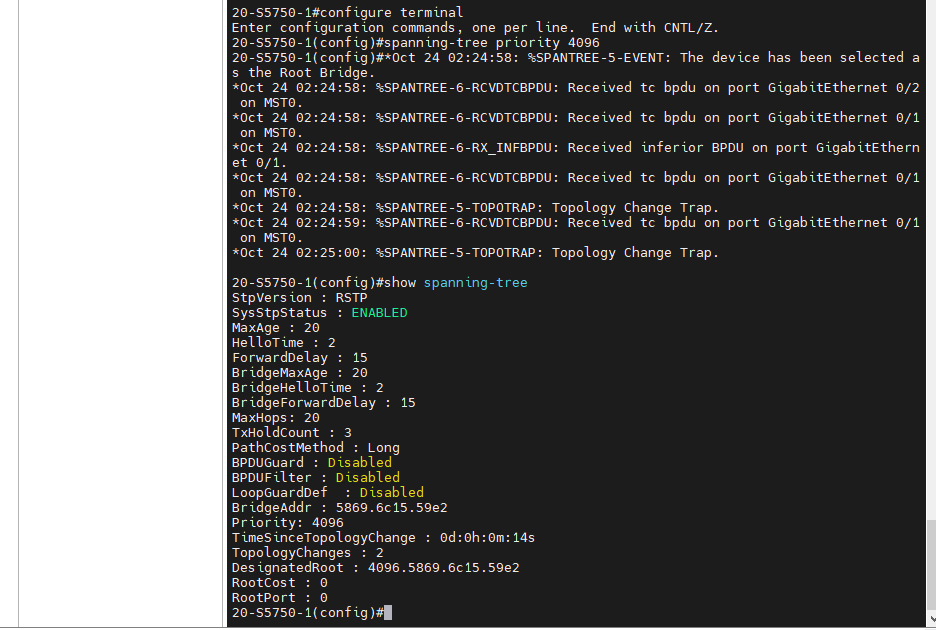 20-S5750-1#configure terminal
Enter configuration commands, one per line.  End with CNTL/Z.
20-S5750-1(config)#spanning-tree priority 4096
20-S5750-1(config)#*Oct 24 02:24:58: %SPANTREE-5-EVENT: The device has been selected a
s the Root Bridge.
*Oct 24 02:24:58: %SPANTREE-6-RCVDTCBPDU: Received tc bpdu on port GigabitEthernet 0/2
 on MST0.
*Oct 24 02:24:58: %SPANTREE-6-RCVDTCBPDU: Received tc bpdu on port GigabitEthernet 0/1
 on MST0.
*Oct 24 02:24:58: %SPANTREE-6-RX_INFBPDU: Received inferior BPDU on port GigabitEthern
et 0/1.
*Oct 24 02:24:58: %SPANTREE-6-RCVDTCBPDU: Received tc bpdu on port GigabitEthernet 0/1
 on MST0.
*Oct 24 02:24:58: %SPANTREE-5-TOPOTRAP: Topology Change Trap.
*Oct 24 02:24:59: %SPANTREE-6-RCVDTCBPDU: Received tc bpdu on port GigabitEthernet 0/1
 on MST0.
*Oct 24 02:25:00: %SPANTREE-5-TOPOTRAP: Topology Change Trap.
20-S5750-1(config)#show spanning-tree
StpVersion : RSTP
SysStpStatus : ENABLED
MaxAge : 20
HelloTime : 2
ForwardDelay : 15
BridgeMaxAge : 20
BridgeHelloTime : 2
BridgeForwardDelay : 15
MaxHops: 20
TxHoldCount : 3
PathCostMethod : Long
BPDUGuard : Disabled
BPDUFilter : Disabled
LoopGuardDef  : Disabled
BridgeAddr : 5869.6c15.59e2
Priority: 4096
TimeSinceTopologyChange : 0d:0h:0m:14s
TopologyChanges : 2
DesignatedRoot : 4096.5869.6c15.59e2
RootCost : 0
RootPort : 0
20-S5750-1(config)#